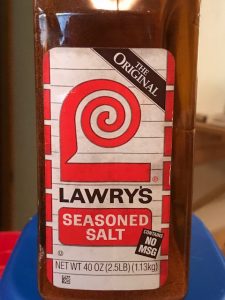 THE
ORIGINAL
®
LAWRY'S
SEASONED
SALT
CONTAINS
NO
MSG
NET WT 40 OZ (2.5LB) (1.13kg)